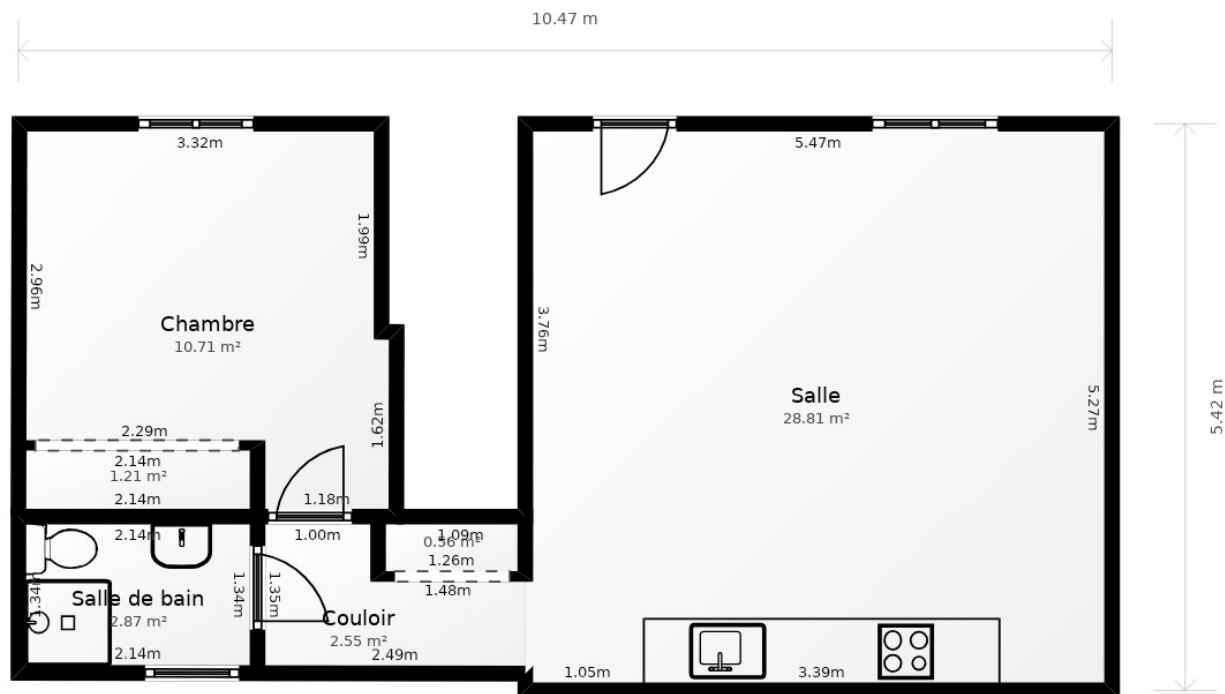 10.47 m
3.32m
5.47m
1.99m
2.96m
3.76m
Chambre
10.71 m²
Salle
28.81 m²
5.27m
5.42 m
1.62m
2.29m
2.14m
1.21 m²
2.14m
1.18m
2.14m
1.00m
1.09m
0.56 m²
1.26m
1.48m
1.34m
1.34m
1.35m
Salle de bain
2.87 m²
Couloir
2.55 m²
2.14m
2.49m
1.05m
3.39m